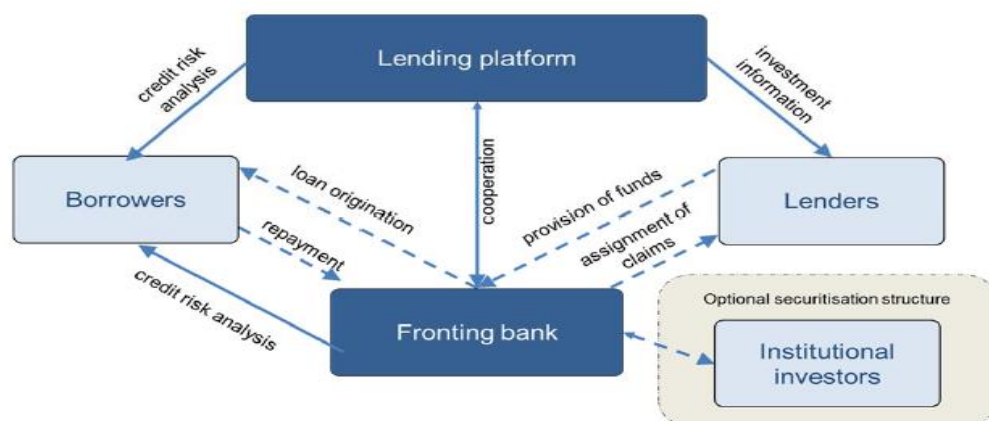 Lending platform
credit risk
analysis
investment
information
cooperation
Borrowers
loan origination
provision of funds
Lenders
repayment
assignment of
claims
credit risk analysis
Fronting bank
Optional securitisation structure
Institutional
investors